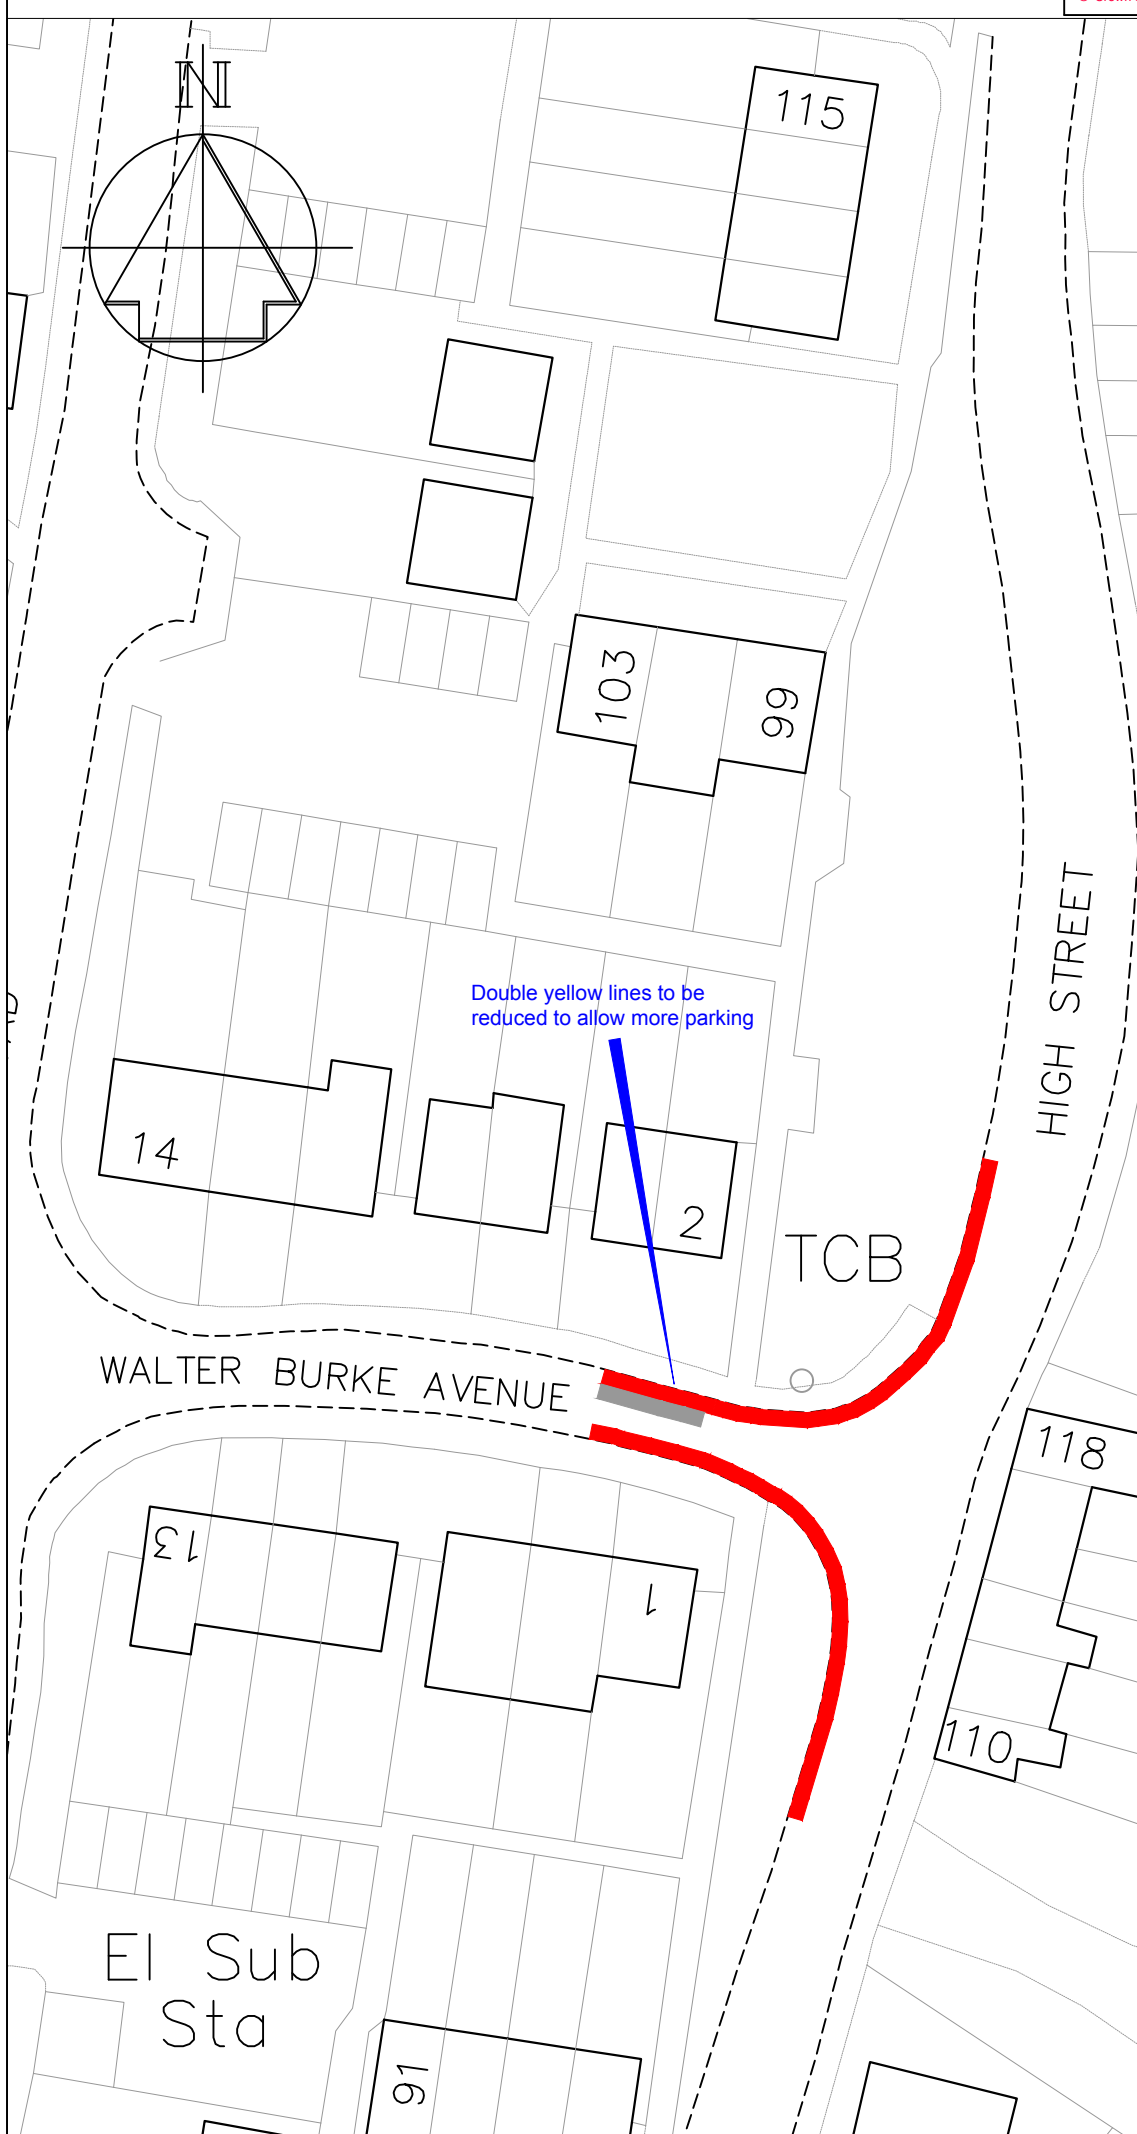 N
115
103
99
HIGH STREET
Double yellow lines to be
reduced to allow more parking
14
2
TCB
WALTER BURKE AVENUE
118
13
1
110
El Sub
Sta
91